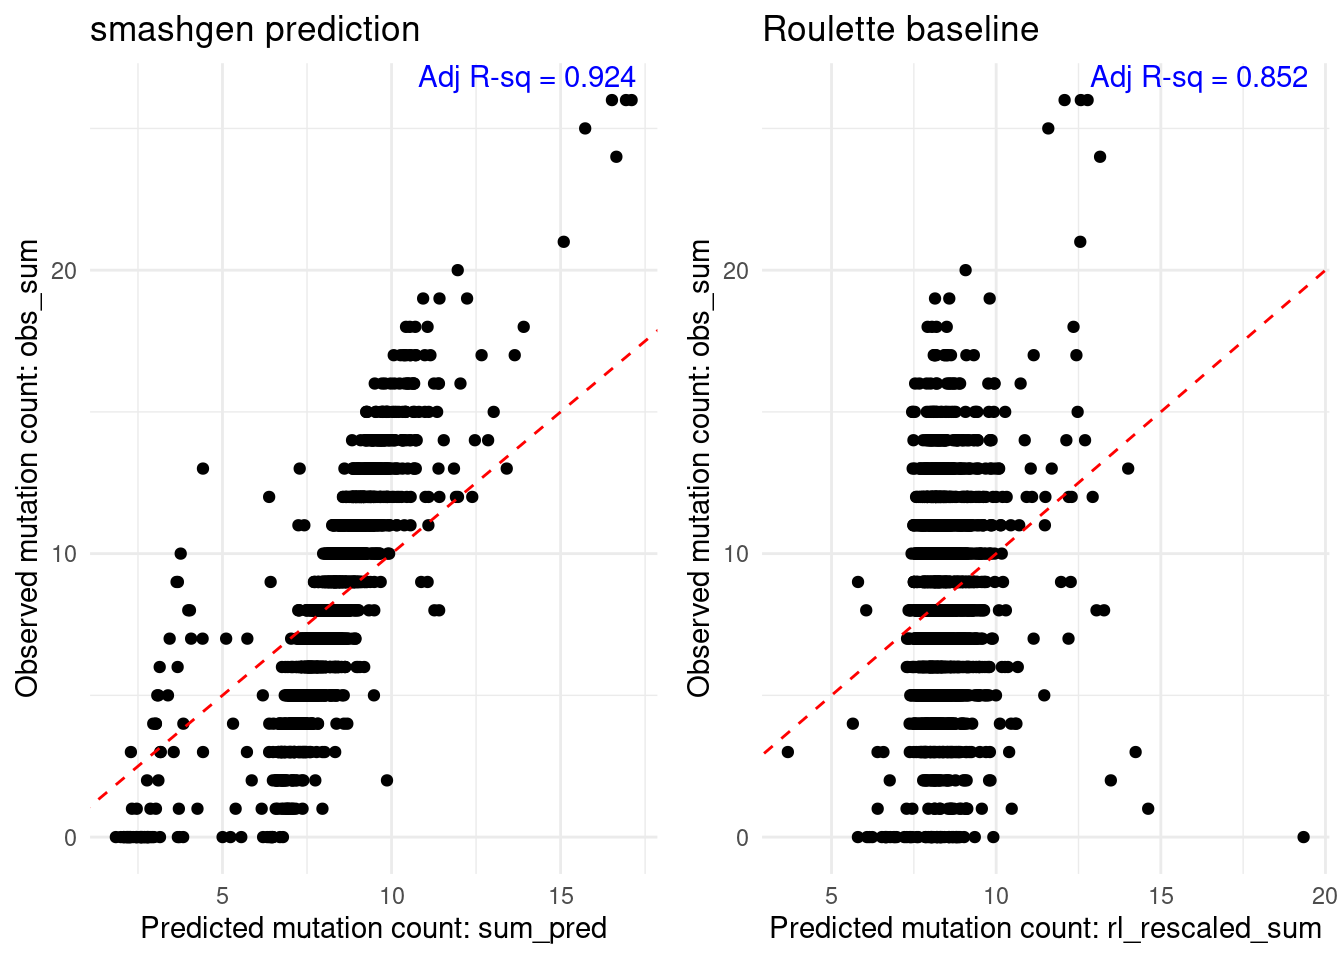 smashgen prediction
Adj R-sq = 0.924
Observed mutation count: obs_sum
20
10
0
5
10
15
Predicted mutation count: sum_pred
Roulette baseline
Adj R-sq = 0.852
Observed mutation count: obs_sum
20
10
0
5
10
15
20
Predicted mutation count: rl_rescaled_sum